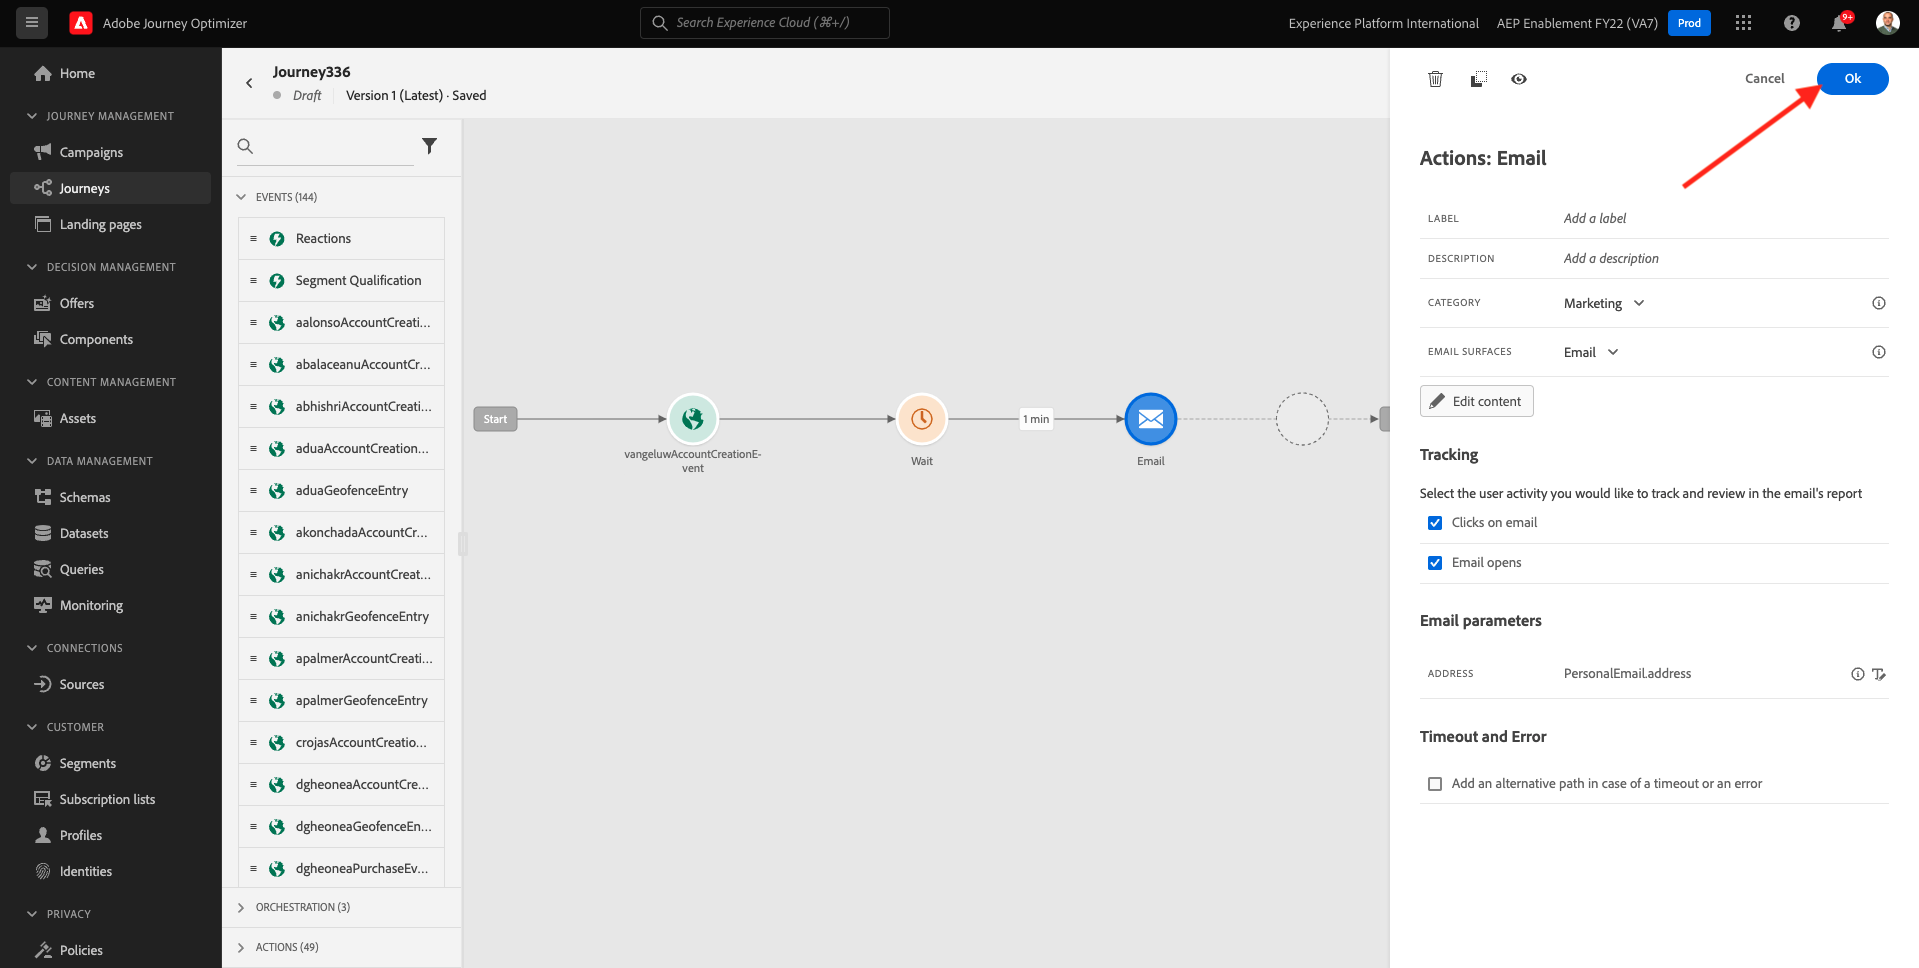 Adobe Journey Optimizer
Search Experience Cloud (⌘+/)
Experience Platform International
AEP Enablement FY22 (VA7)
Prod
9+
Home
JOURNEY MANAGEMENT
Campaigns
Journeys
Landing pages
DECISION MANAGEMENT
Offers
Components
CONTENT MANAGEMENT
Assets
DATA MANAGEMENT
Schemas
Datasets
Queries
Monitoring
CONNECTIONS
Sources
CUSTOMER
Segments
Subscription lists
Profiles
Identities
PRIVACY
Policies
Journey336
Draft
Version 1 (Latest) · Saved
EVENTS (144)
Reactions
Segment Qualification
aalonsoAccountCreati...
abalaceanuAccountCr...
abhishriAccountCreati...
aduaAccountCreation...
aduaGeofenceEntry
akonchadaAccountCr...
anichakrAccountCreat...
anichakrGeofenceEntry
apalmerAccountCreati...
apalmerGeofenceEntry
crojasAccountCreatio...
dgheoneaAccountCre...
dgheoneaGeofenceEn...
dgheoneaPurchaseEv...
ORCHESTRATION (3)
ACTIONS (49)
Start
vangeluwAccountCreationE-
vent
Wait
1 min
Email
Cancel
Ok
Actions: Email
LABEL
Add a label
DESCRIPTION
Add a description
CATEGORY
Marketing
EMAIL SURFACES
Email
Edit content
Tracking
Select the user activity you would like to track and review in the email's report
Clicks on email
Email opens
Email parameters
ADDRESS
PersonalEmail.address
Timeout and Error
Add an alternative path in case of a timeout or an error